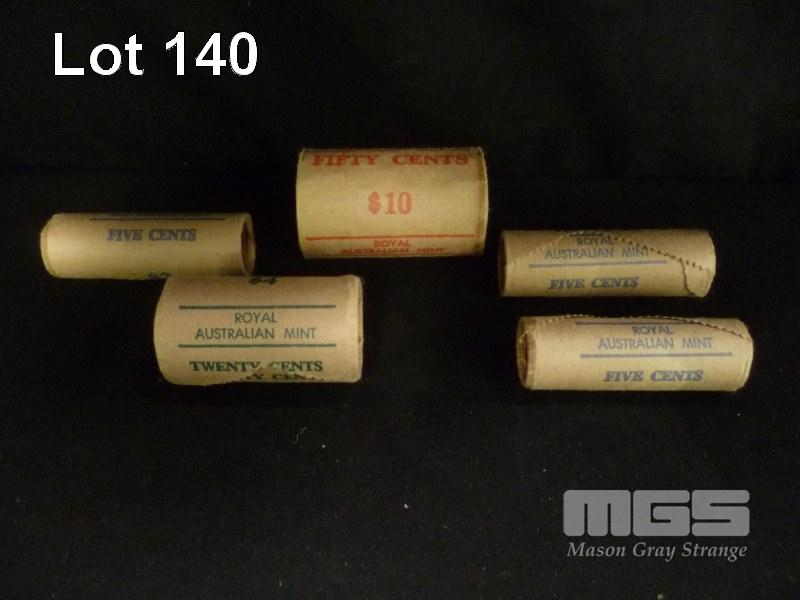 Lot 140
FIFTY CENTS
$10
ROYAL
AUSTRALIAN MINT
FIVE CENTS
ROYAL
AUSTRALIAN MINT
FIVE CENTS
ROYAL
AUSTRALIAN MINT
TWENTY CENTS
ROYAL
AUSTRALIAN MINT
FIVE CENTS
MGS
Mason Gray Strange